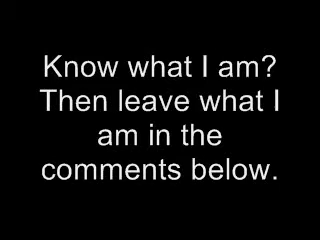 Know what I am?
Then leave what I
am in the
comments below.